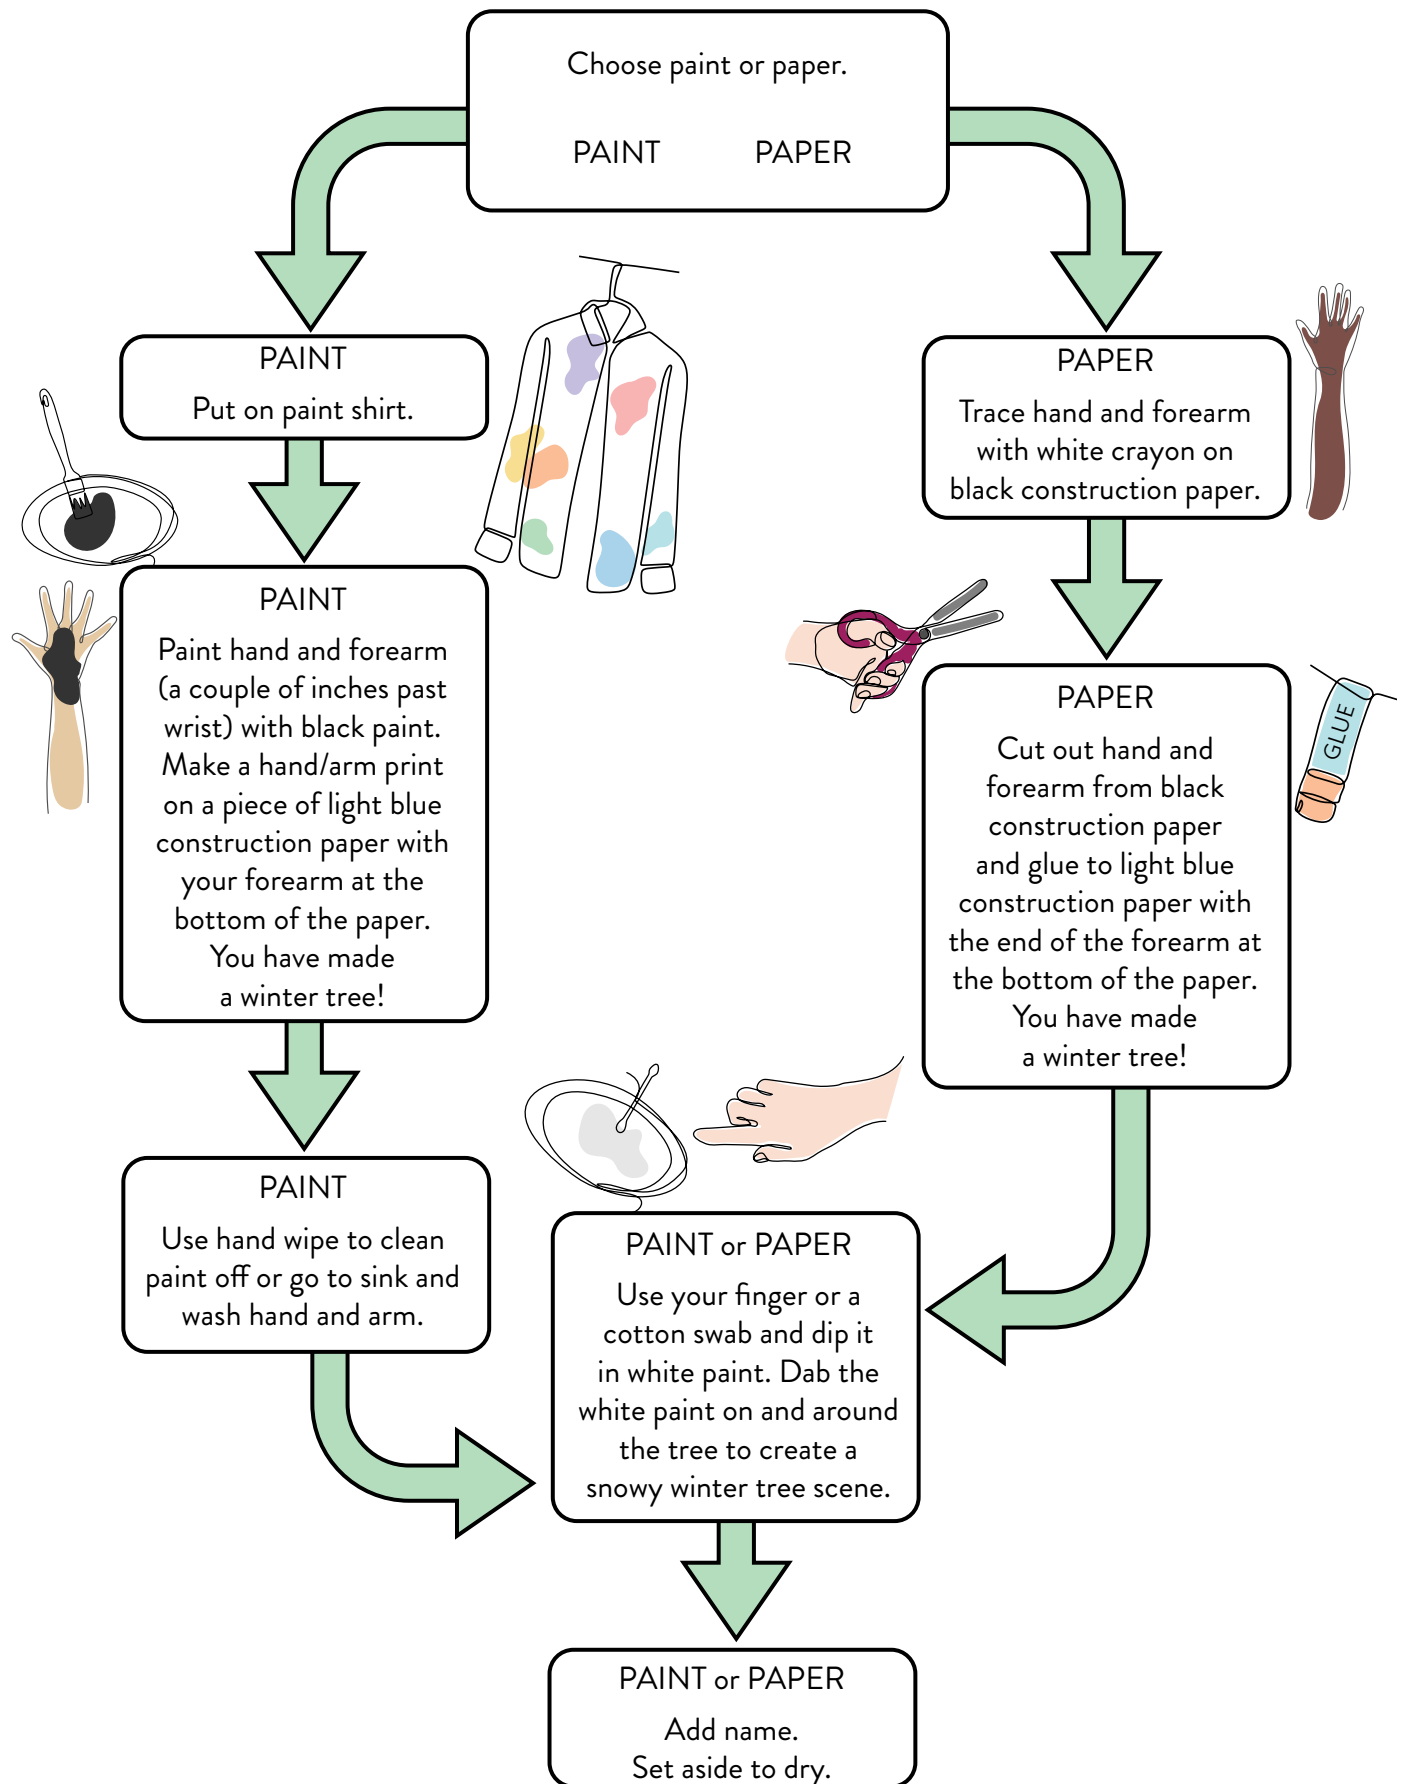 Choose paint or paper.
PAINT PAPER
PAINT
Put on paint shirt.
PAINT
Paint hand and forearm
(a couple of inches past
wrist) with black paint.
Make a hand/arm print
on a piece of light blue
construction paper with
your forearm at the
bottom of the paper.
You have made
a winter tree!
PAINT
Use hand wipe to clean
paint off or go to sink and
wash hand and arm.
PAPER
Trace hand and forearm
with white crayon on
black construction paper.
PAPER
Cut out hand and
forearm from black
construction paper
and glue to light blue
construction paper with
the end of the forearm at
the bottom of the paper.
You have made
a winter tree!
GLUE
PAINT or PAPER
Use your finger or a
cotton swab and dip it
in white paint. Dab the
white paint on and around
the tree to create a
snowy winter tree scene.
PAINT or PAPER
Add name.
Set aside to dry.